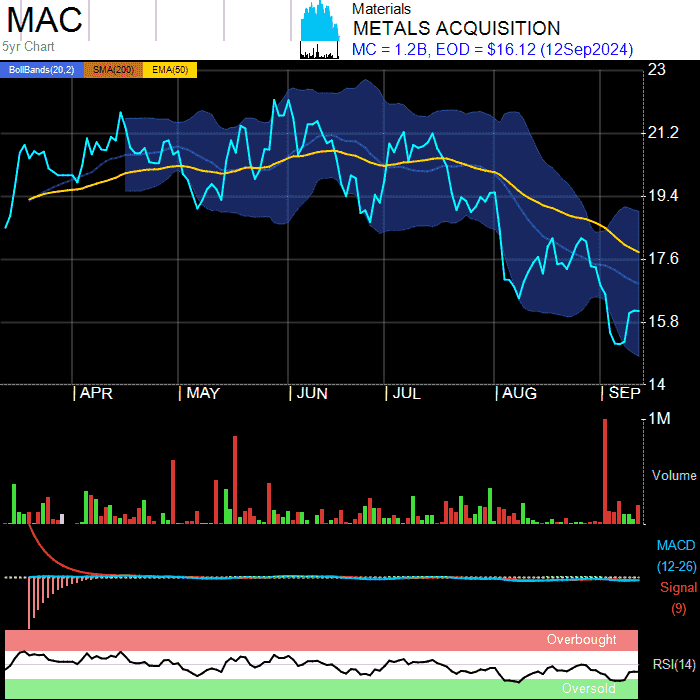 MAC
5yr Chart
Materials
METALS ACQUISITION
MC = 1.2B, EOD = $16.12 (12Sep2024)
BollBands(20,2) SMA(200) EMA(50)
23
21.2
19.4
17.6
15.8
14
APR MAY JUN JUL AUG SEP
1M
Volume
MACD
(12-26)
Signal
(9)
Overbought
RSI(14)
Oversold